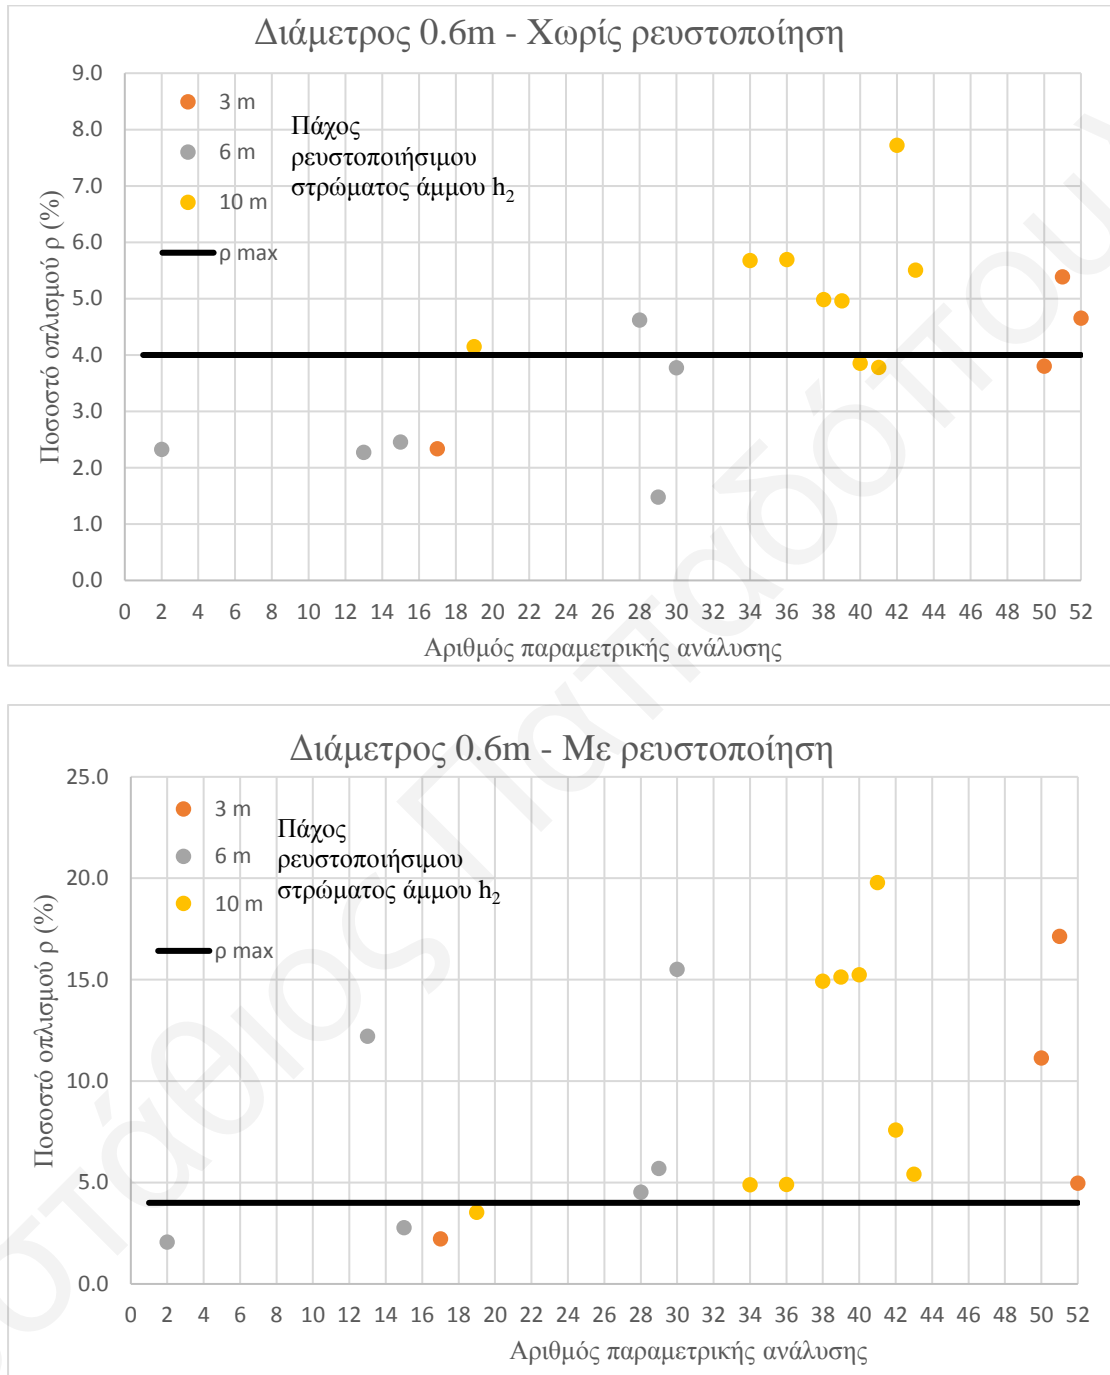 Διάμετρος 0.6m - Χωρίς ρευστοποίηση
9.0
8.0
7.0
6.0
5.0
4.0
3.0
2.0
1.0
0.0
Ποσοστό οπλισμού ρ (%)
3 m
6 m
10 m
ρ max
Πάχος
ρευστοποιήσιμου
στρώματος άμμου h₂
0 2 4 6 8 10 12 14 16 18 20 22 24 26 28 30 32 34 36 38 40 42 44 46 48 50 52
Αριθμός παραμετρικής ανάλυσης
Διάμετρος 0.6m - Με ρευστοποίηση
25.0
20.0
15.0
10.0
5.0
0.0
Ποσοστό οπλισμού ρ (%)
3 m
6 m
10 m
ρ max
Πάχος
ρευστοποιήσιμου
στρώματος άμμου h₂
0 2 4 6 8 10 12 14 16 18 20 22 24 26 28 30 32 34 36 38 40 42 44 46 48 50 52
Αριθμός παραμετρικής ανάλυσης